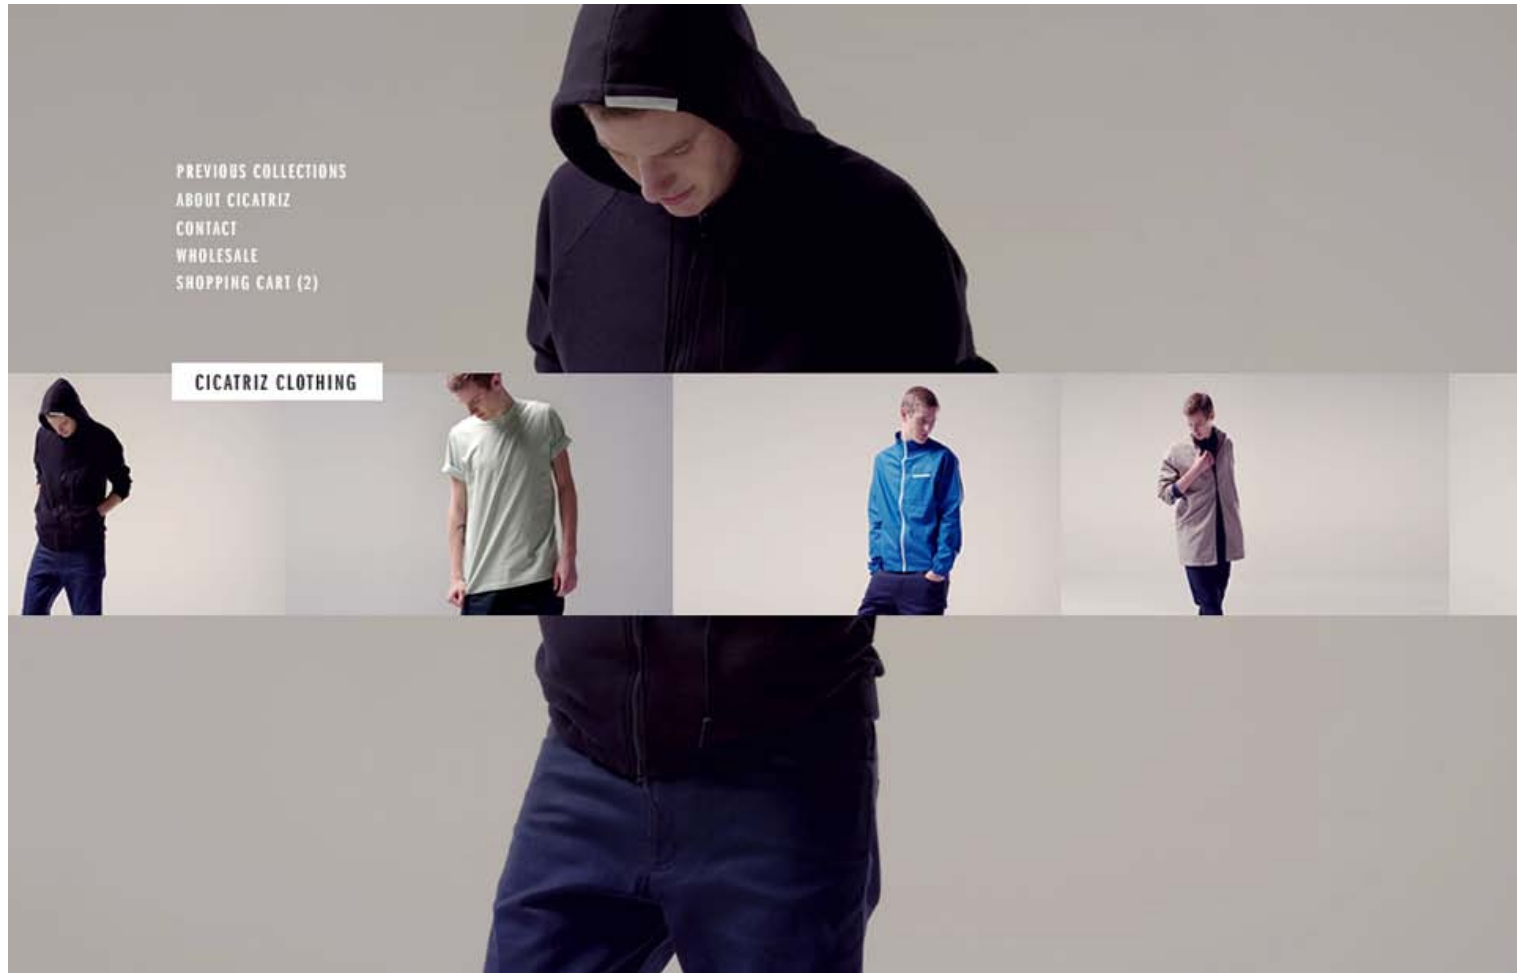 PREVIOUS COLLECTIONS
ABOUT CICATRIZ
CONTACT
WHOLESALE
SHOPPING CART (2)
CICATRIZ CLOTHING